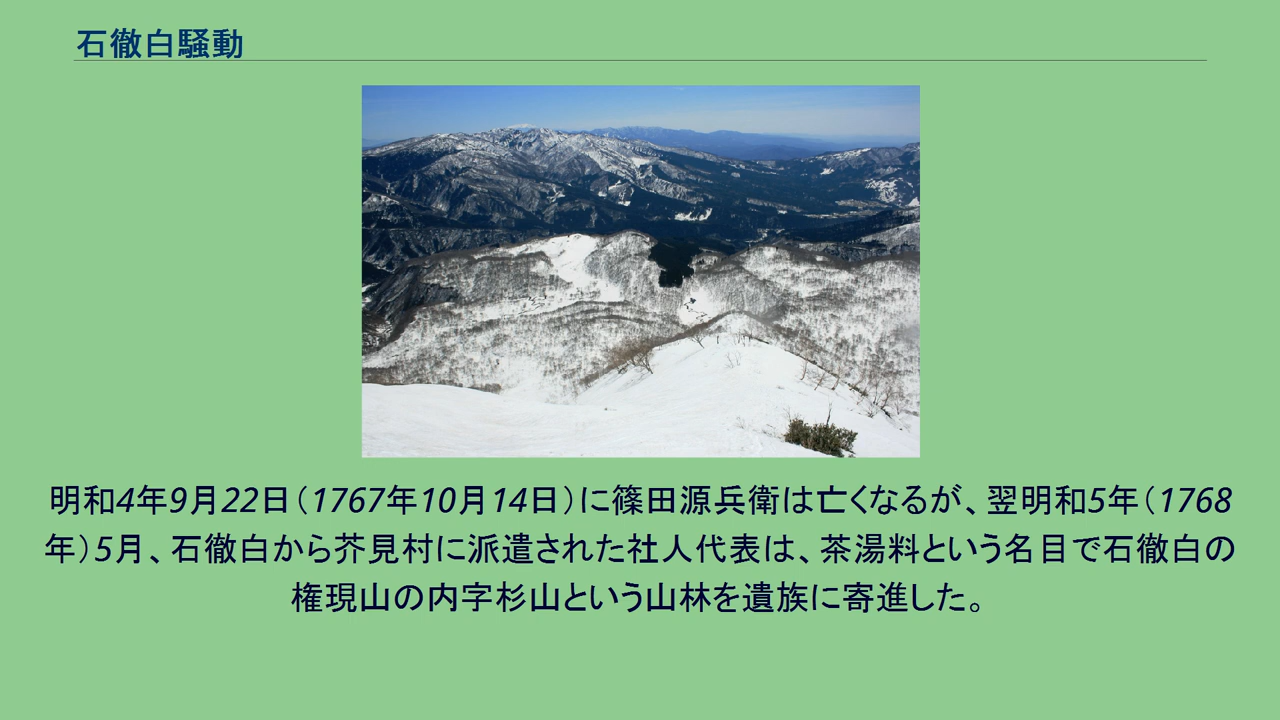 石徹白騒動
明和4年9月22日（1767年10月14日）に篠田源兵衛は亡くなるが、翌明和5年（1768
年）5月、石徹白から芥見村に派遣された社人代表は、茶湯料という名目で石徹白の
権現山の内字杉山という山林を遺族に寄進した。